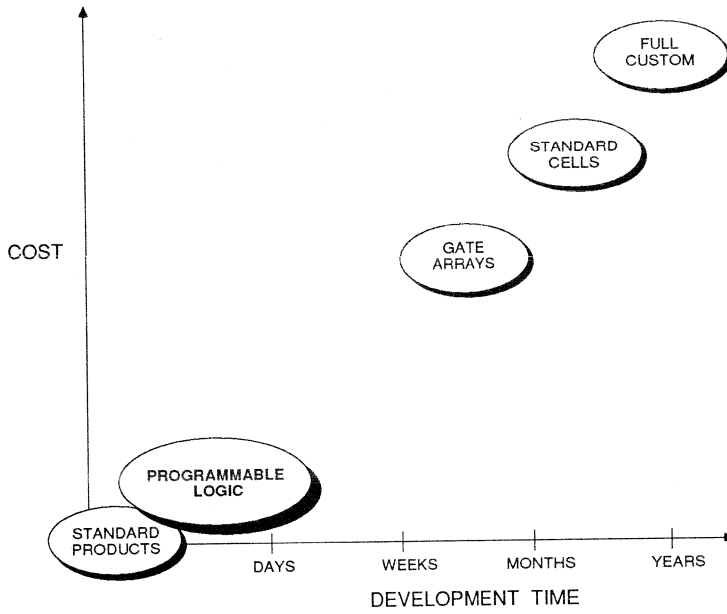 FULL
CUSTOM
STANDARD
CELLS
COST
GATE
ARRAYS
PROGRAMMABLE
LOGIC
STANDARD
PRODUCTS
DAYS
WEEKS
MONTHS
YEARS
DEVELOPMENT TIME